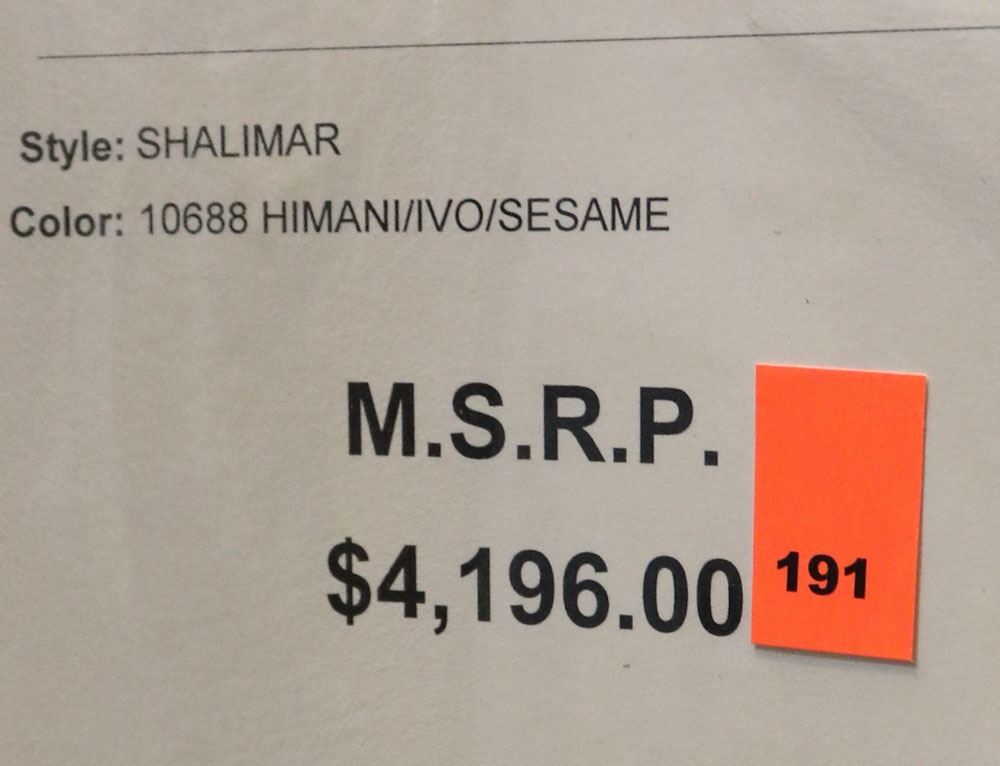 Style: SHALIMAR
Color: 10688 HIMANI/IVO/SESAME
M.S.R.P.
$4,196.00
191